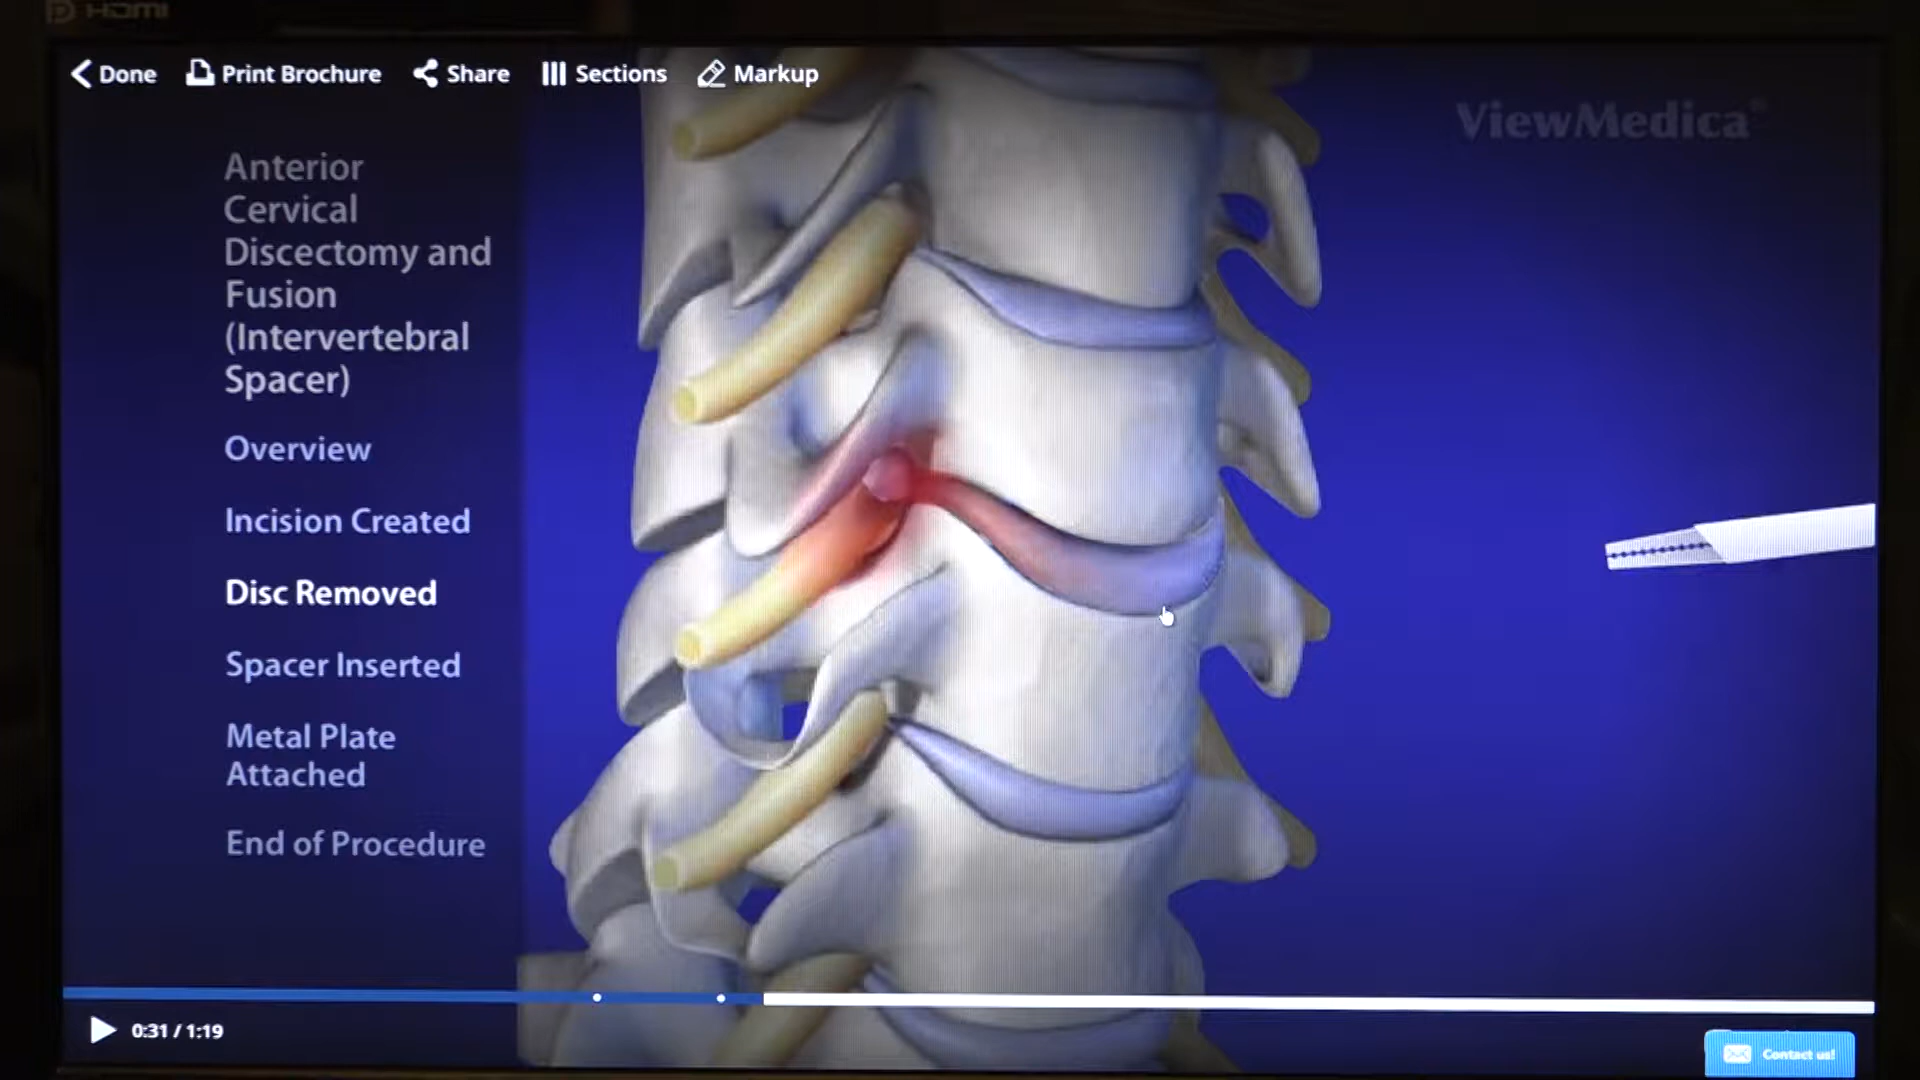 HDMI
Done Print Brochure Share Sections Markup
ViewMedica®
Anterior
Cervical
Discectomy and
Fusion
(Intervertebral
Spacer)
Overview
Incision Created
Disc Removed
Spacer Inserted
Metal Plate
Attached
End of Procedure
0:31 / 1:19
Contact us!